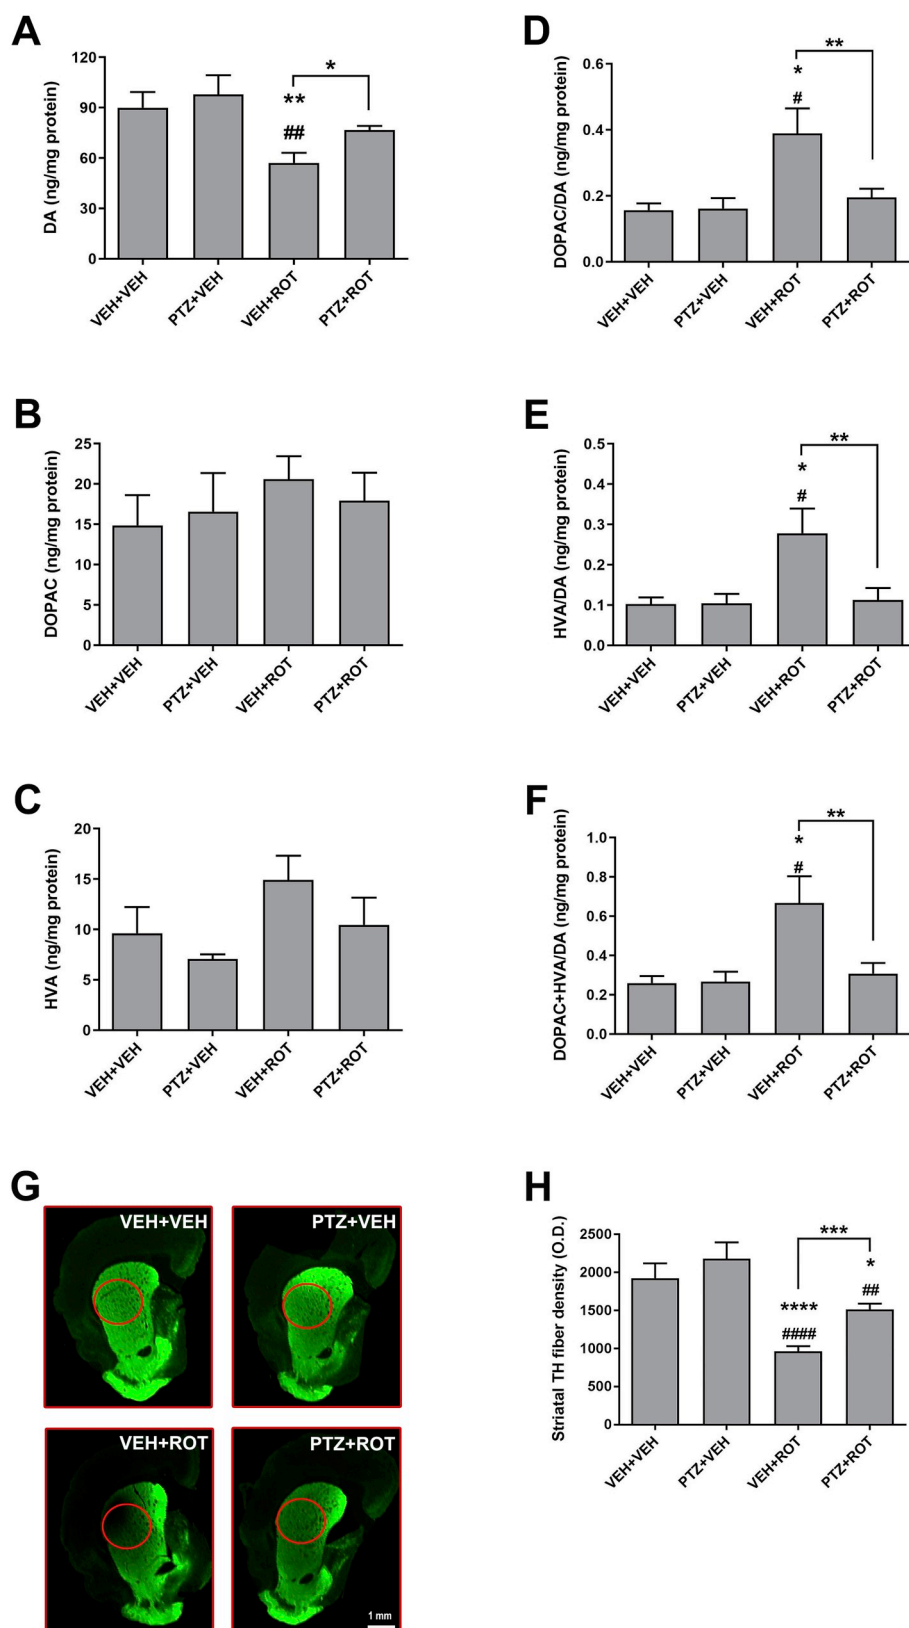 A
DA (ng/mg protein)
120
90
60
30
0
**
##
*
VEH+VEH
PTZ+VEH
VEH+ROT
PTZ+ROT
B
DOPAC (ng/mg protein)
25
20
15
10
5
0
VEH+VEH
PTZ+VEH
VEH+ROT
PTZ+ROT
C
HVA (ng/mg protein)
20
15
10
5
0
VEH+VEH
PTZ+VEH
VEH+ROT
PTZ+ROT
D
DOPAC/DA (ng/mg protein)
0.6
0.4
0.2
0.0
*
#
**
VEH+VEH
PTZ+VEH
VEH+ROT
PTZ+ROT
E
HVA/DA (ng/mg protein)
0.5
0.4
0.3
0.2
0.1
0.0
*
#
**
VEH+VEH
PTZ+VEH
VEH+ROT
PTZ+ROT
F
DOPAC+HVA/DA (ng/mg protein)
1.0
0.8
0.6
0.4
0.2
0.0
*
#
**
VEH+VEH
PTZ+VEH
VEH+ROT
PTZ+ROT
G
VEH+VEH
PTZ+VEH
VEH+ROT
PTZ+ROT
1 mm
H
Striatal TH fiber density (O.D.)
2500
2000
1500
1000
500
0
****
####
***
*
##
VEH+VEH
PTZ+VEH
VEH+ROT
PTZ+ROT